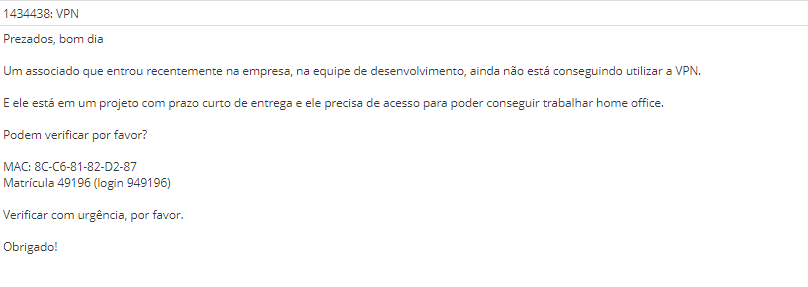 1434438: VPN
Prezados, bom dia
Um associado que entrou recentemente na empresa, na equipe de desenvolvimento, ainda não está conseguindo utilizar a VPN.
E ele está em um projeto com prazo curto de entrega e ele precisa de acesso para poder conseguir trabalhar home office.
Podem verificar por favor?
MAC: 8C-C6-81-82-D2-87
Matrícula 49196 (login 949196)
Verificar com urgência, por favor.
Obrigado!